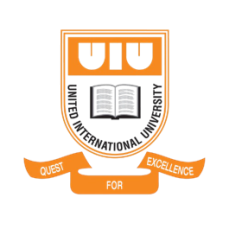 UIU
UNITED INTERNATIONAL UNIVERSITY
QUEST
FOR
EXCELLENCE